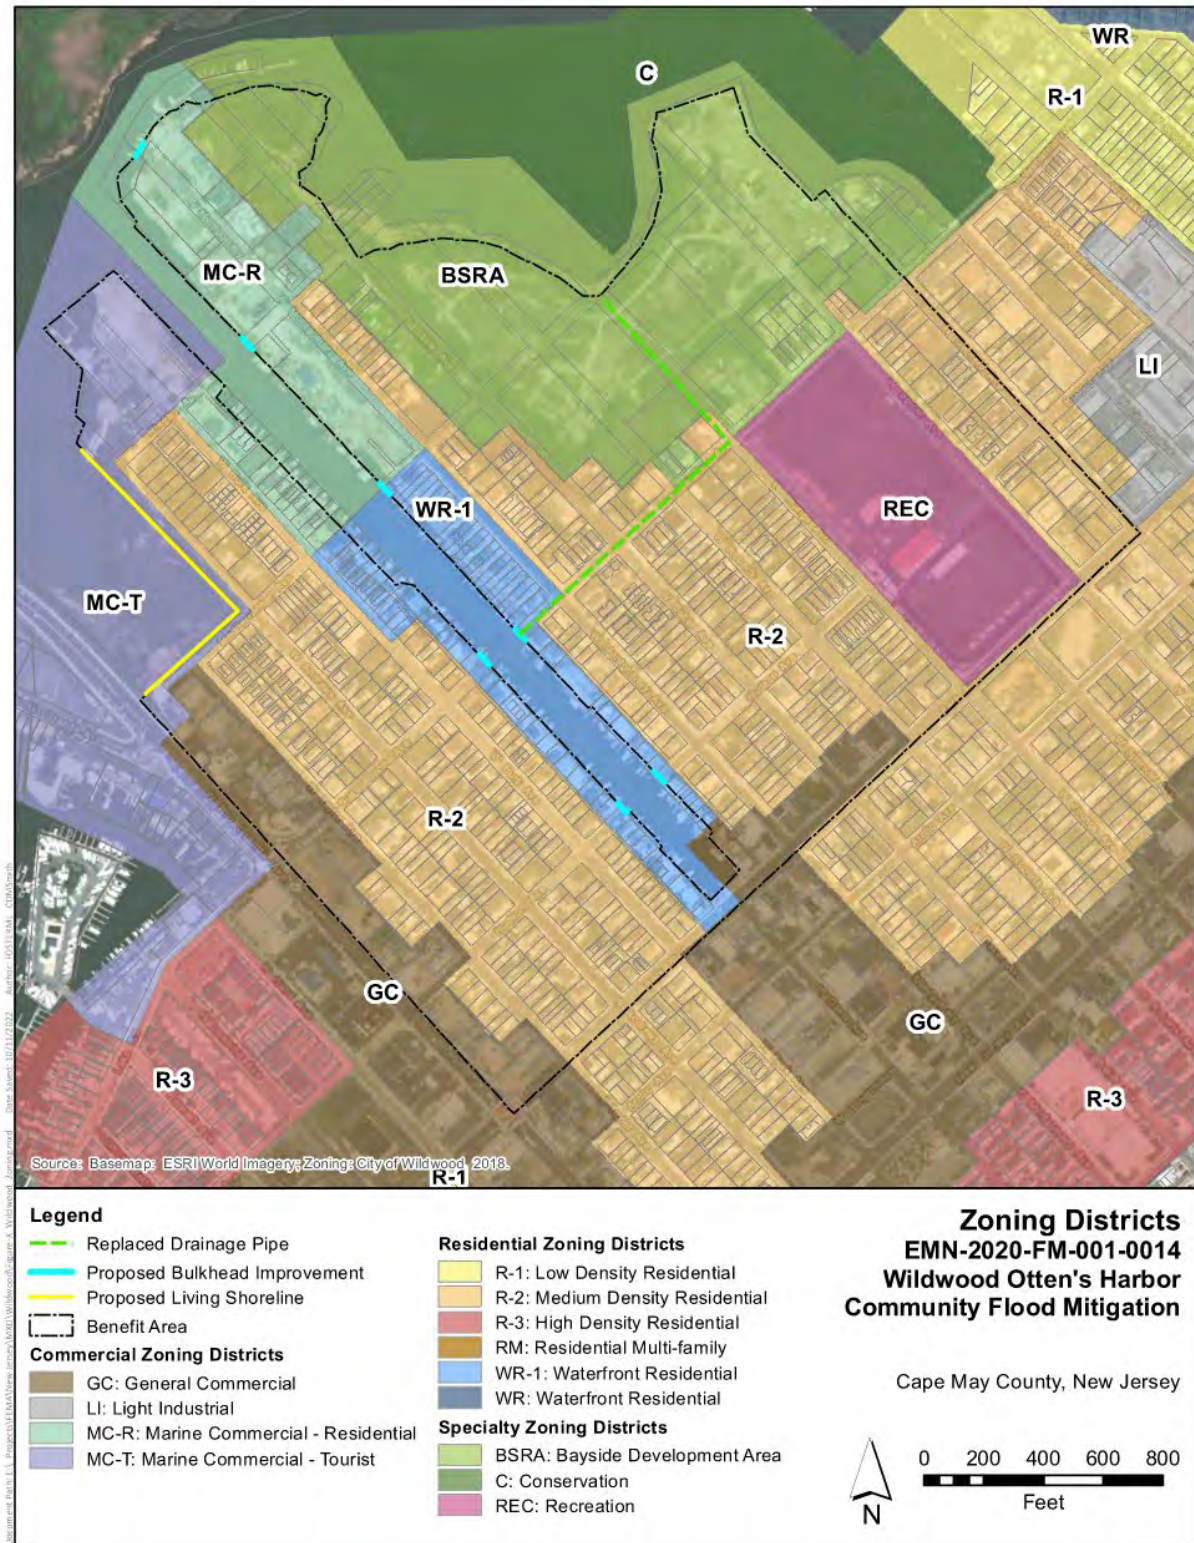 C
WR
R-1
MC-R
BSRA
LI
WR-1
REC
MC-T
R-2
R-2
GC
GC
R-3
R-3
Source: Basemap: ESRI World Imagery; Zoning: City of Wildwood 2018.
R-1
Date Saved: 10/11/2022
Legend
Replaced Drainage Pipe
Proposed Bulkhead Improvement
Proposed Living Shoreline
Benefit Area
Commercial Zoning Districts
GC: General Commercial
LI: Light Industrial
MC-R: Marine Commercial - Residential
MC-T: Marine Commercial - Tourist
Residential Zoning Districts
R-1: Low Density Residential
R-2: Medium Density Residential
R-3: High Density Residential
RM: Residential Multi-family
WR-1: Waterfront Residential
WR: Waterfront Residential
Specialty Zoning Districts
BSRA: Bayside Development Area
C: Conservation
REC: Recreation
Zoning Districts
EMN-2020-FM-001-0014
Wildwood Otten's Harbor
Community Flood Mitigation
Cape May County, New Jersey
N
0 200 400 600 800
Feet